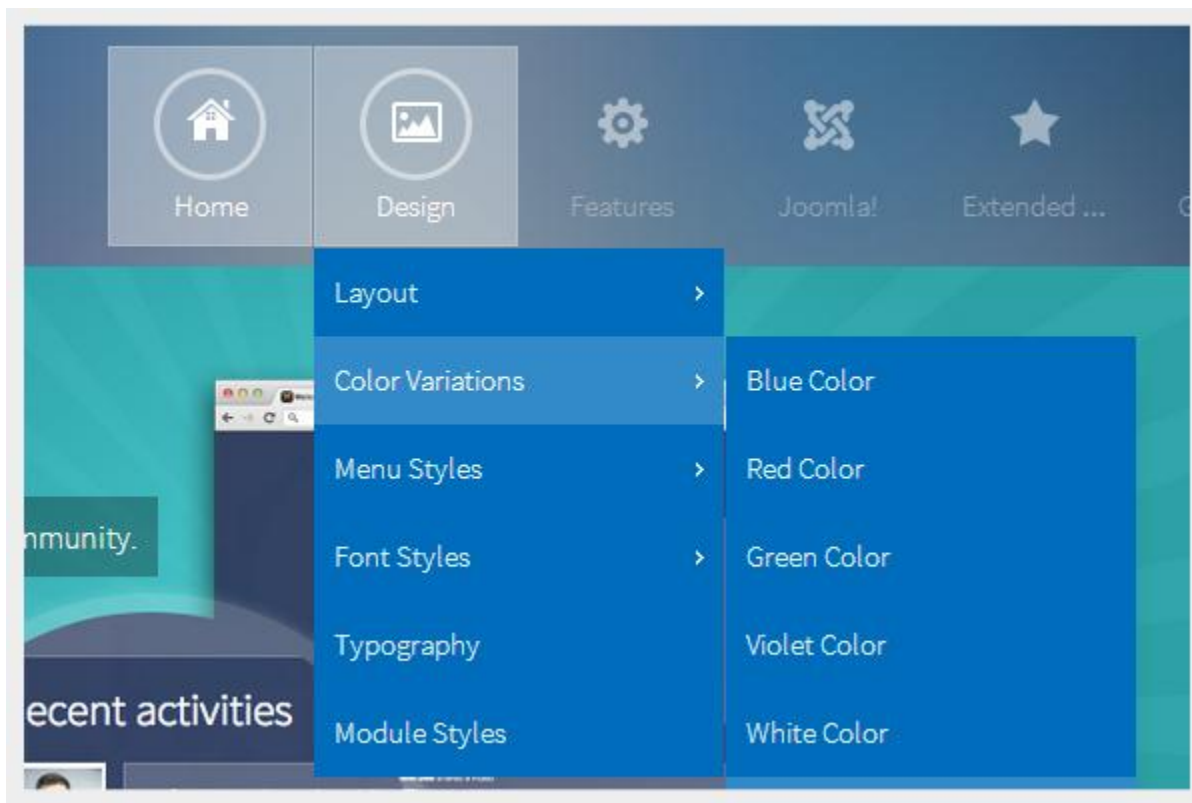 Home
Design
Features
Joomla!
Extended ...
Layout
Color Variations
Menu Styles
Font Styles
Typography
Module Styles
Blue Color
Red Color
Green Color
Violet Color
White Color
mmunity.
ecent activities